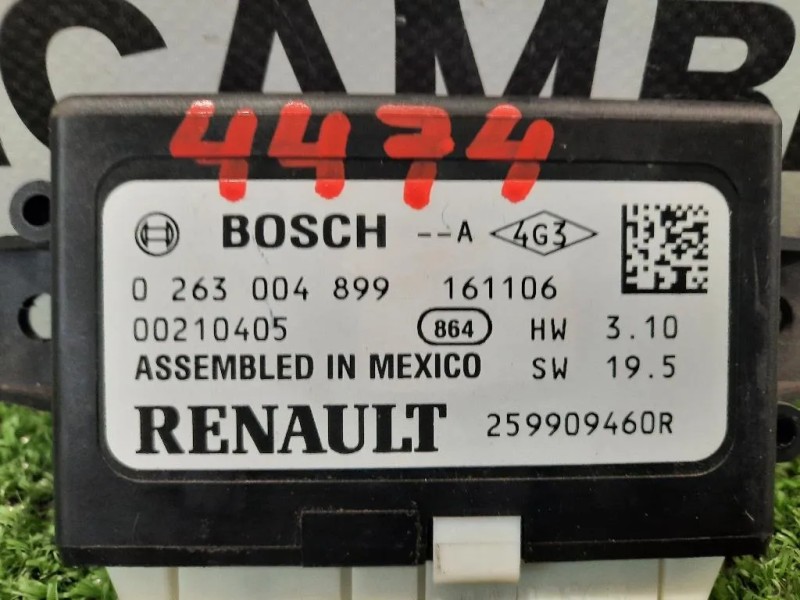 CAMB
4474
BOSCH --A 4G3
0 263 004 899 161106
00210405 864 HW 3.10
ASSEMBLED IN MEXICO SW 19.5
RENAULT 259909460R